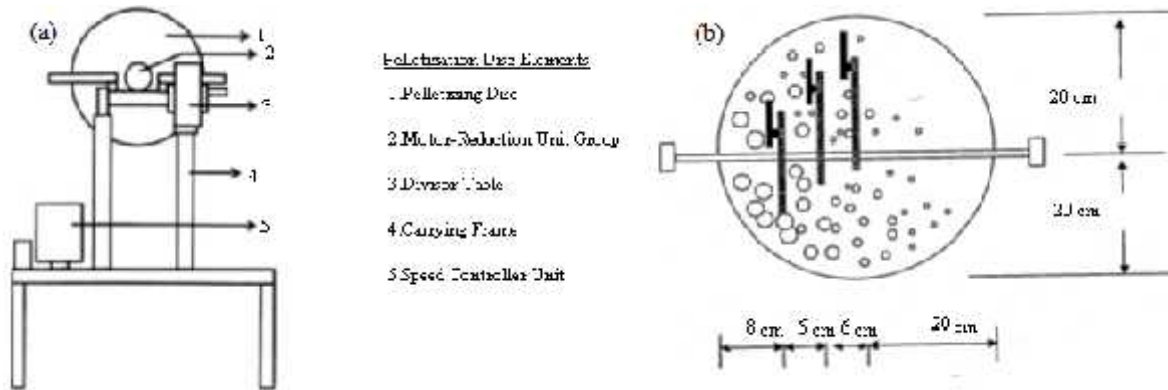 (a)
1
2
3
4
5
Pelletization Disc Elements
1.Pelletizing Disc
2.Motor-Reduction Unit Group
3.Divisor Table
4.Carrying Frame
5.Speed Controller Unit
(b)
20 cm
20 cm
8 cm
5 cm
6 cm
20 cm